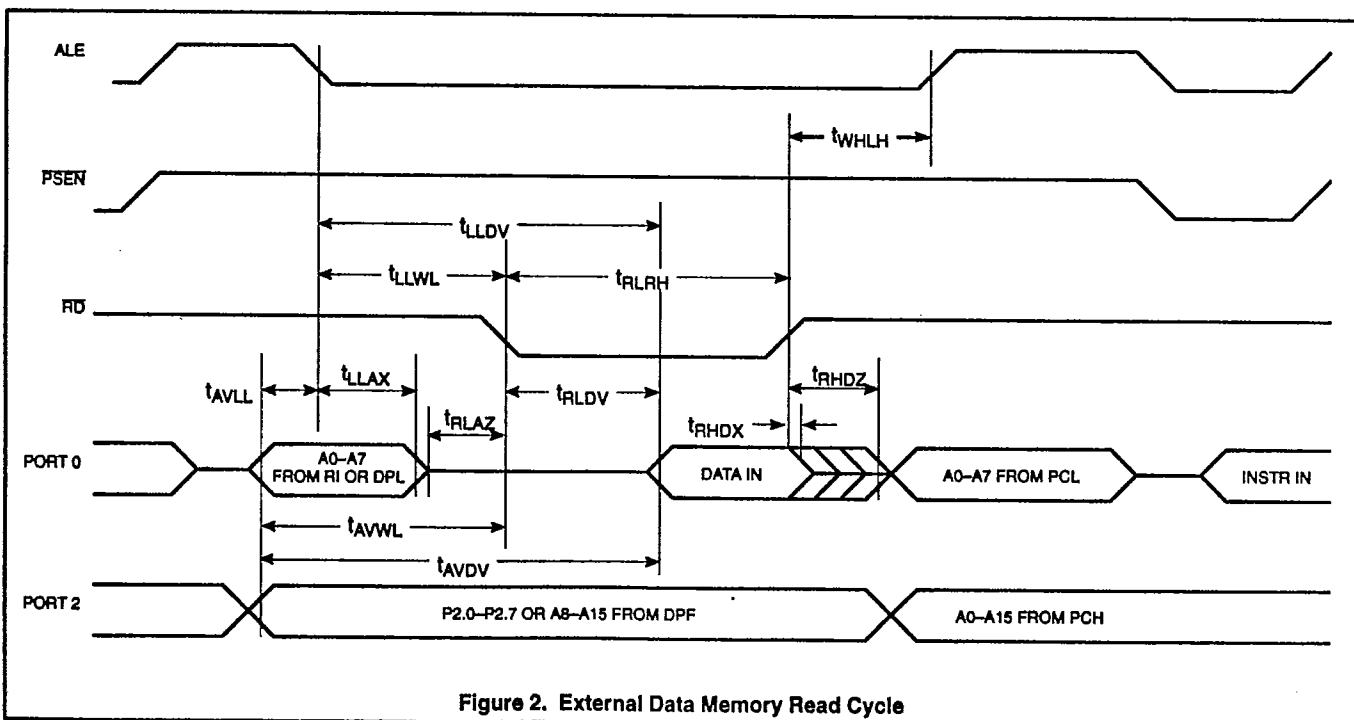 ALE
tWHLH
PSEN
tLLDV
tLLWL
tRLRH
RD
tAVLL
tLLAX
tRLDV
tRHDZ
tRLAZ
tRHDX
PORT 0
A0–A7
FROM RI OR DPL
DATA IN
A0–A7 FROM PCL
INSTR IN
tAVWL
tAVDV
PORT 2
P2.0–P2.7 OR A8–A15 FROM DPF
A0–A15 FROM PCH
Figure 2. External Data Memory Read Cycle